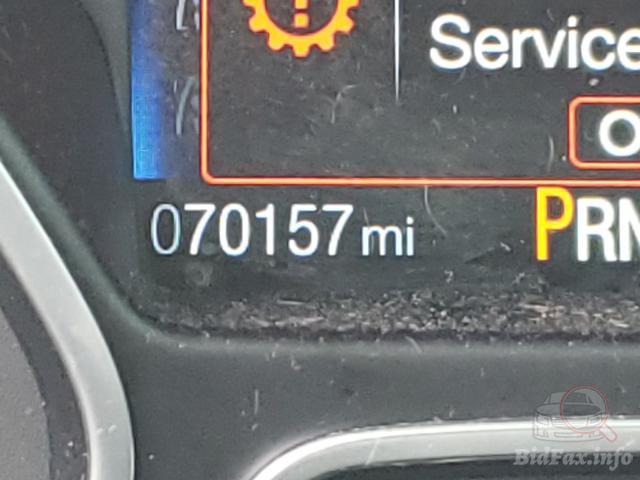 Service
O
070157 mi
PRN
BidFax.info